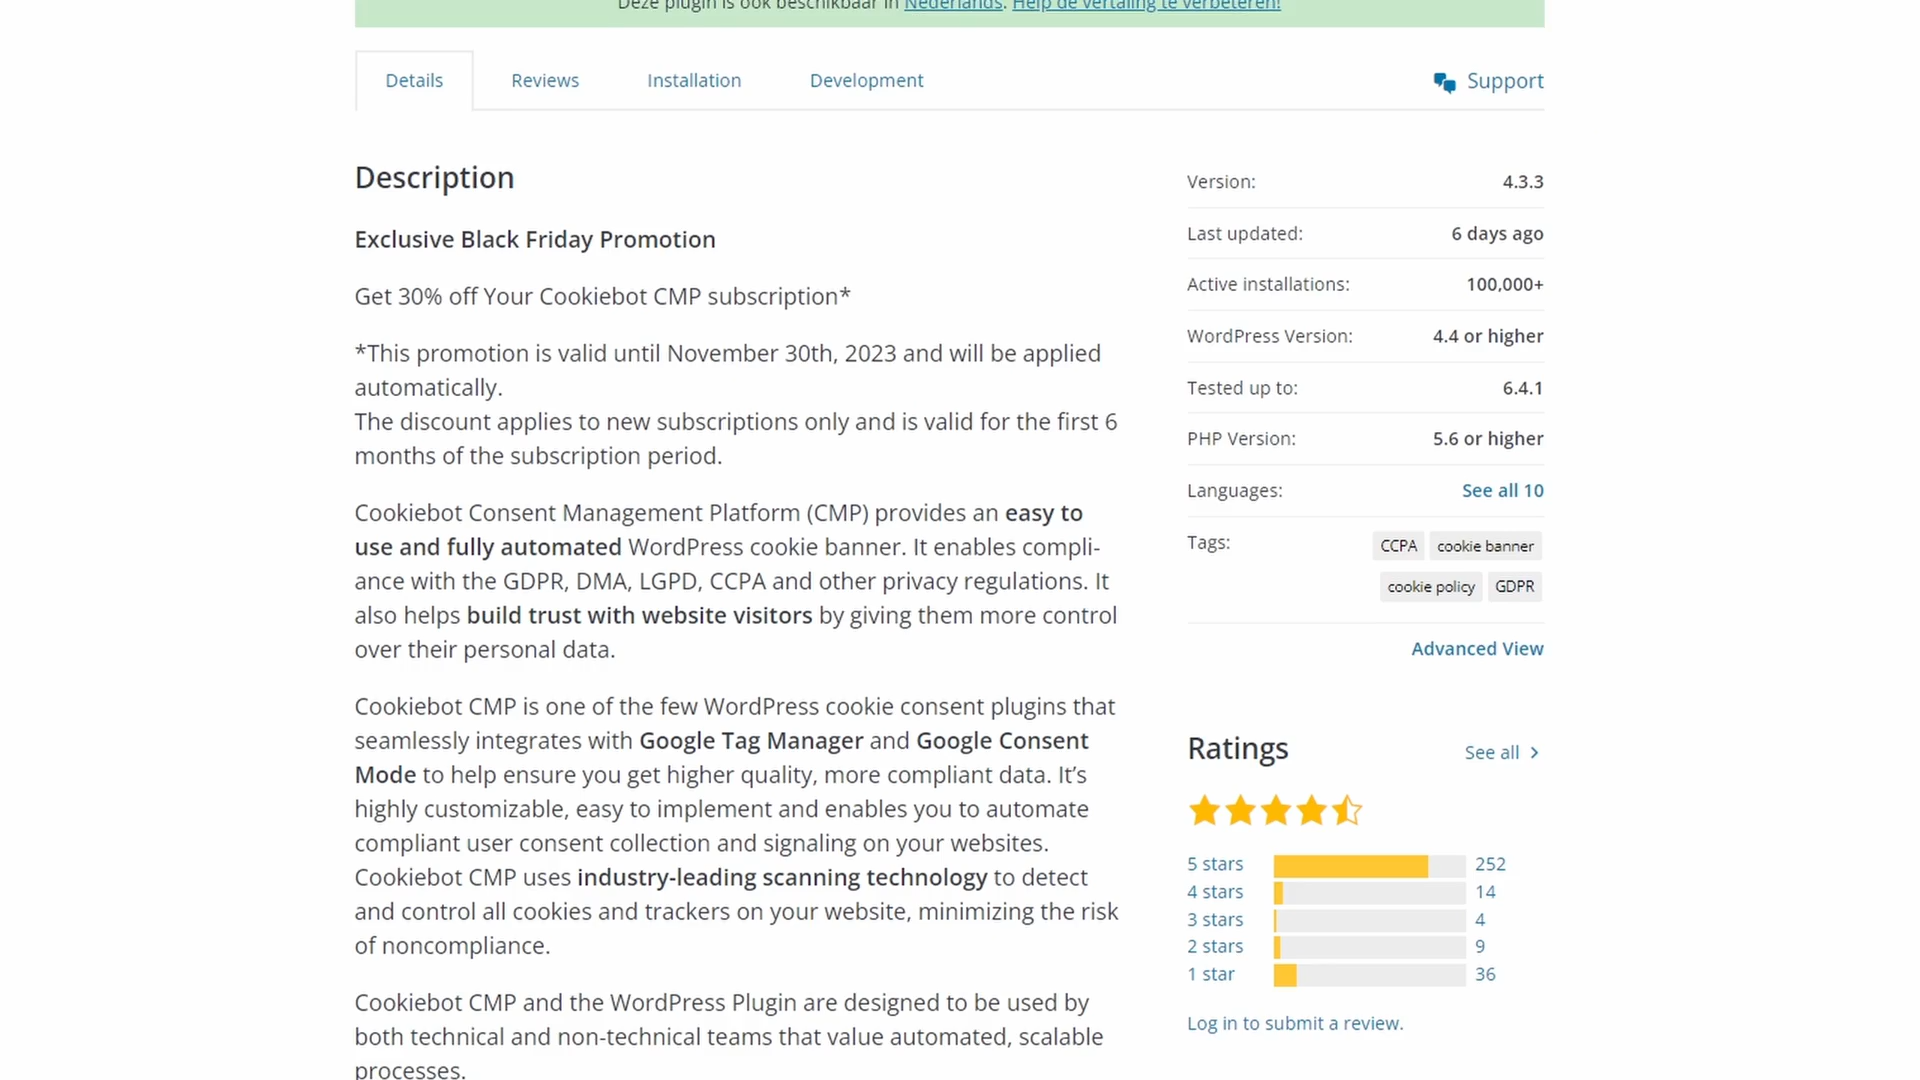 Deze plugin is ook beschikbaar in Nederlands. Help de vertaling te verbeteren!
Details
Reviews
Installation
Development
Support
Description
Exclusive Black Friday Promotion
Get 30% off Your Cookiebot CMP subscription*
*This promotion is valid until November 30th, 2023 and will be applied
automatically.
The discount applies to new subscriptions only and is valid for the first 6
months of the subscription period.
Cookiebot Consent Management Platform (CMP) provides an easy to
use and fully automated WordPress cookie banner. It enables compli-
ance with the GDPR, DMA, LGPD, CCPA and other privacy regulations. It
also helps build trust with website visitors by giving them more control
over their personal data.
Cookiebot CMP is one of the few WordPress cookie consent plugins that
seamlessly integrates with Google Tag Manager and Google Consent
Mode to help ensure you get higher quality, more compliant data. It’s
highly customizable, easy to implement and enables you to automate
compliant user consent collection and signaling on your websites.
Cookiebot CMP uses industry-leading scanning technology to detect
and control all cookies and trackers on your website, minimizing the risk
of noncompliance.
Cookiebot CMP and the WordPress Plugin are designed to be used by
both technical and non-technical teams that value automated, scalable
processes.
Version: 4.3.3
Last updated: 6 days ago
Active installations: 100,000+
WordPress Version: 4.4 or higher
Tested up to: 6.4.1
PHP Version: 5.6 or higher
Languages: See all 10
Tags: CCPA cookie banner
cookie policy GDPR
Advanced View
Ratings See all
5 stars 252
4 stars 14
3 stars 4
2 stars 9
1 star 36
Log in to submit a review.